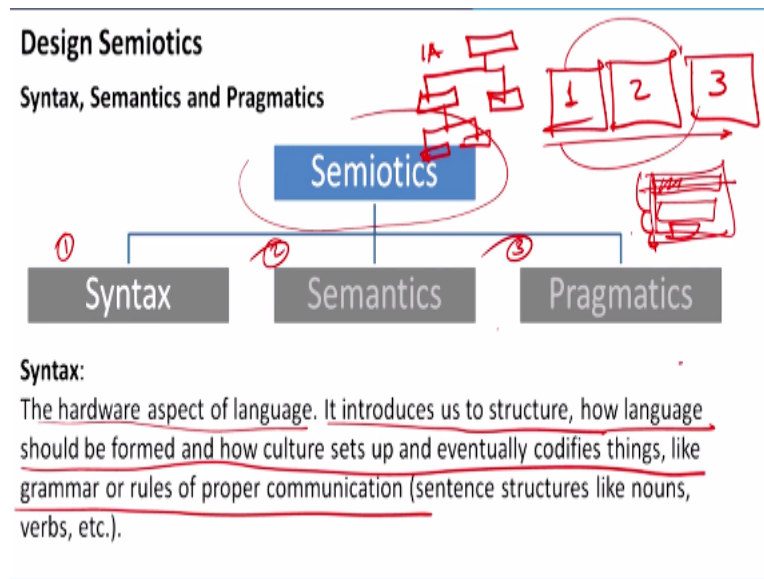 Design Semiotics
1A
1 2 3
Syntax, Semantics and Pragmatics
Semiotics
1 2 3
Syntax Semantics Pragmatics
Syntax:
The hardware aspect of language. It introduces us to structure, how language
should be formed and how culture sets up and eventually codifies things, like
grammar or rules of proper communication (sentence structures like nouns,
verbs, etc.).